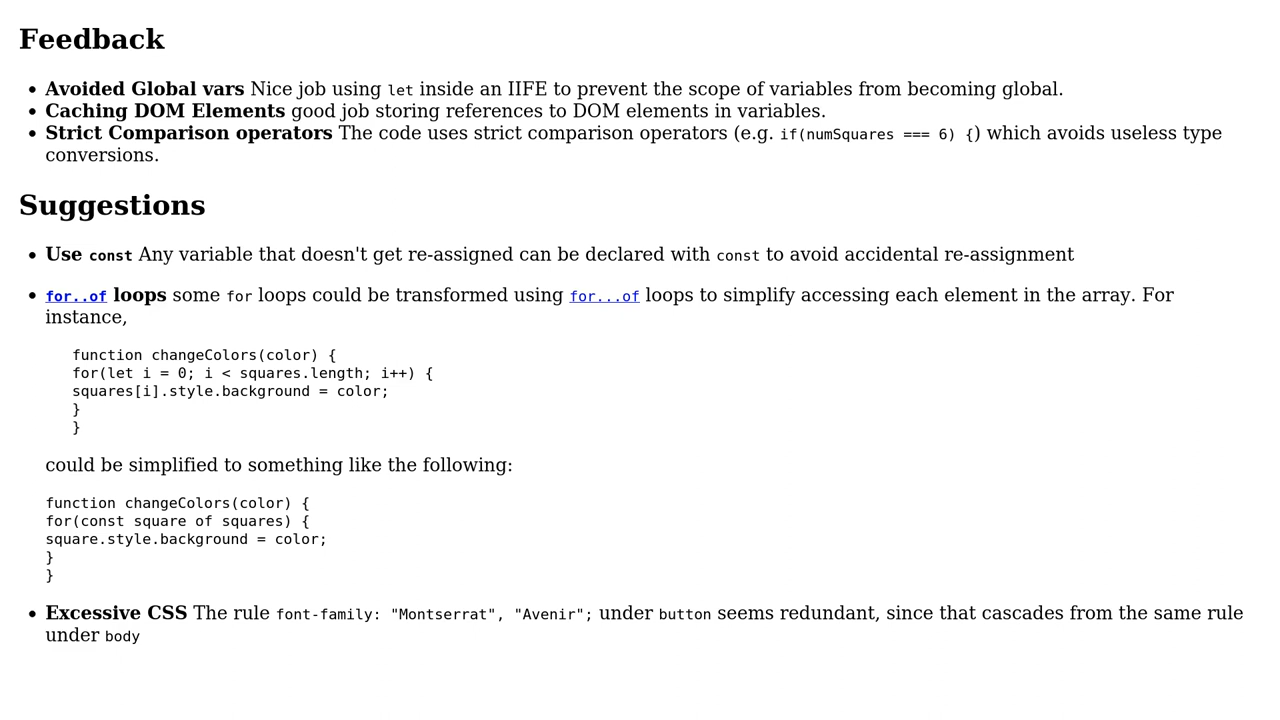 Feedback
• Avoided Global vars Nice job using let inside an IIFE to prevent the scope of variables from becoming global.
• Caching DOM Elements good job storing references to DOM elements in variables.
• Strict Comparison operators The code uses strict comparison operators (e.g. if(numSquares === 6) {) which avoids useless type
conversions.
Suggestions
• Use const Any variable that doesn't get re-assigned can be declared with const to avoid accidental re-assignment
• for..of loops some for loops could be transformed using for...of loops to simplify accessing each element in the array. For
instance,
function changeColors(color) {
for(let i = 0; i < squares.length; i++) {
squares[i].style.background = color;
}
}
could be simplified to something like the following:
function changeColors(color) {
for(const square of squares) {
square.style.background = color;
}
}
• Excessive CSS The rule font-family: "Montserrat", "Avenir"; under button seems redundant, since that cascades from the same rule
under body